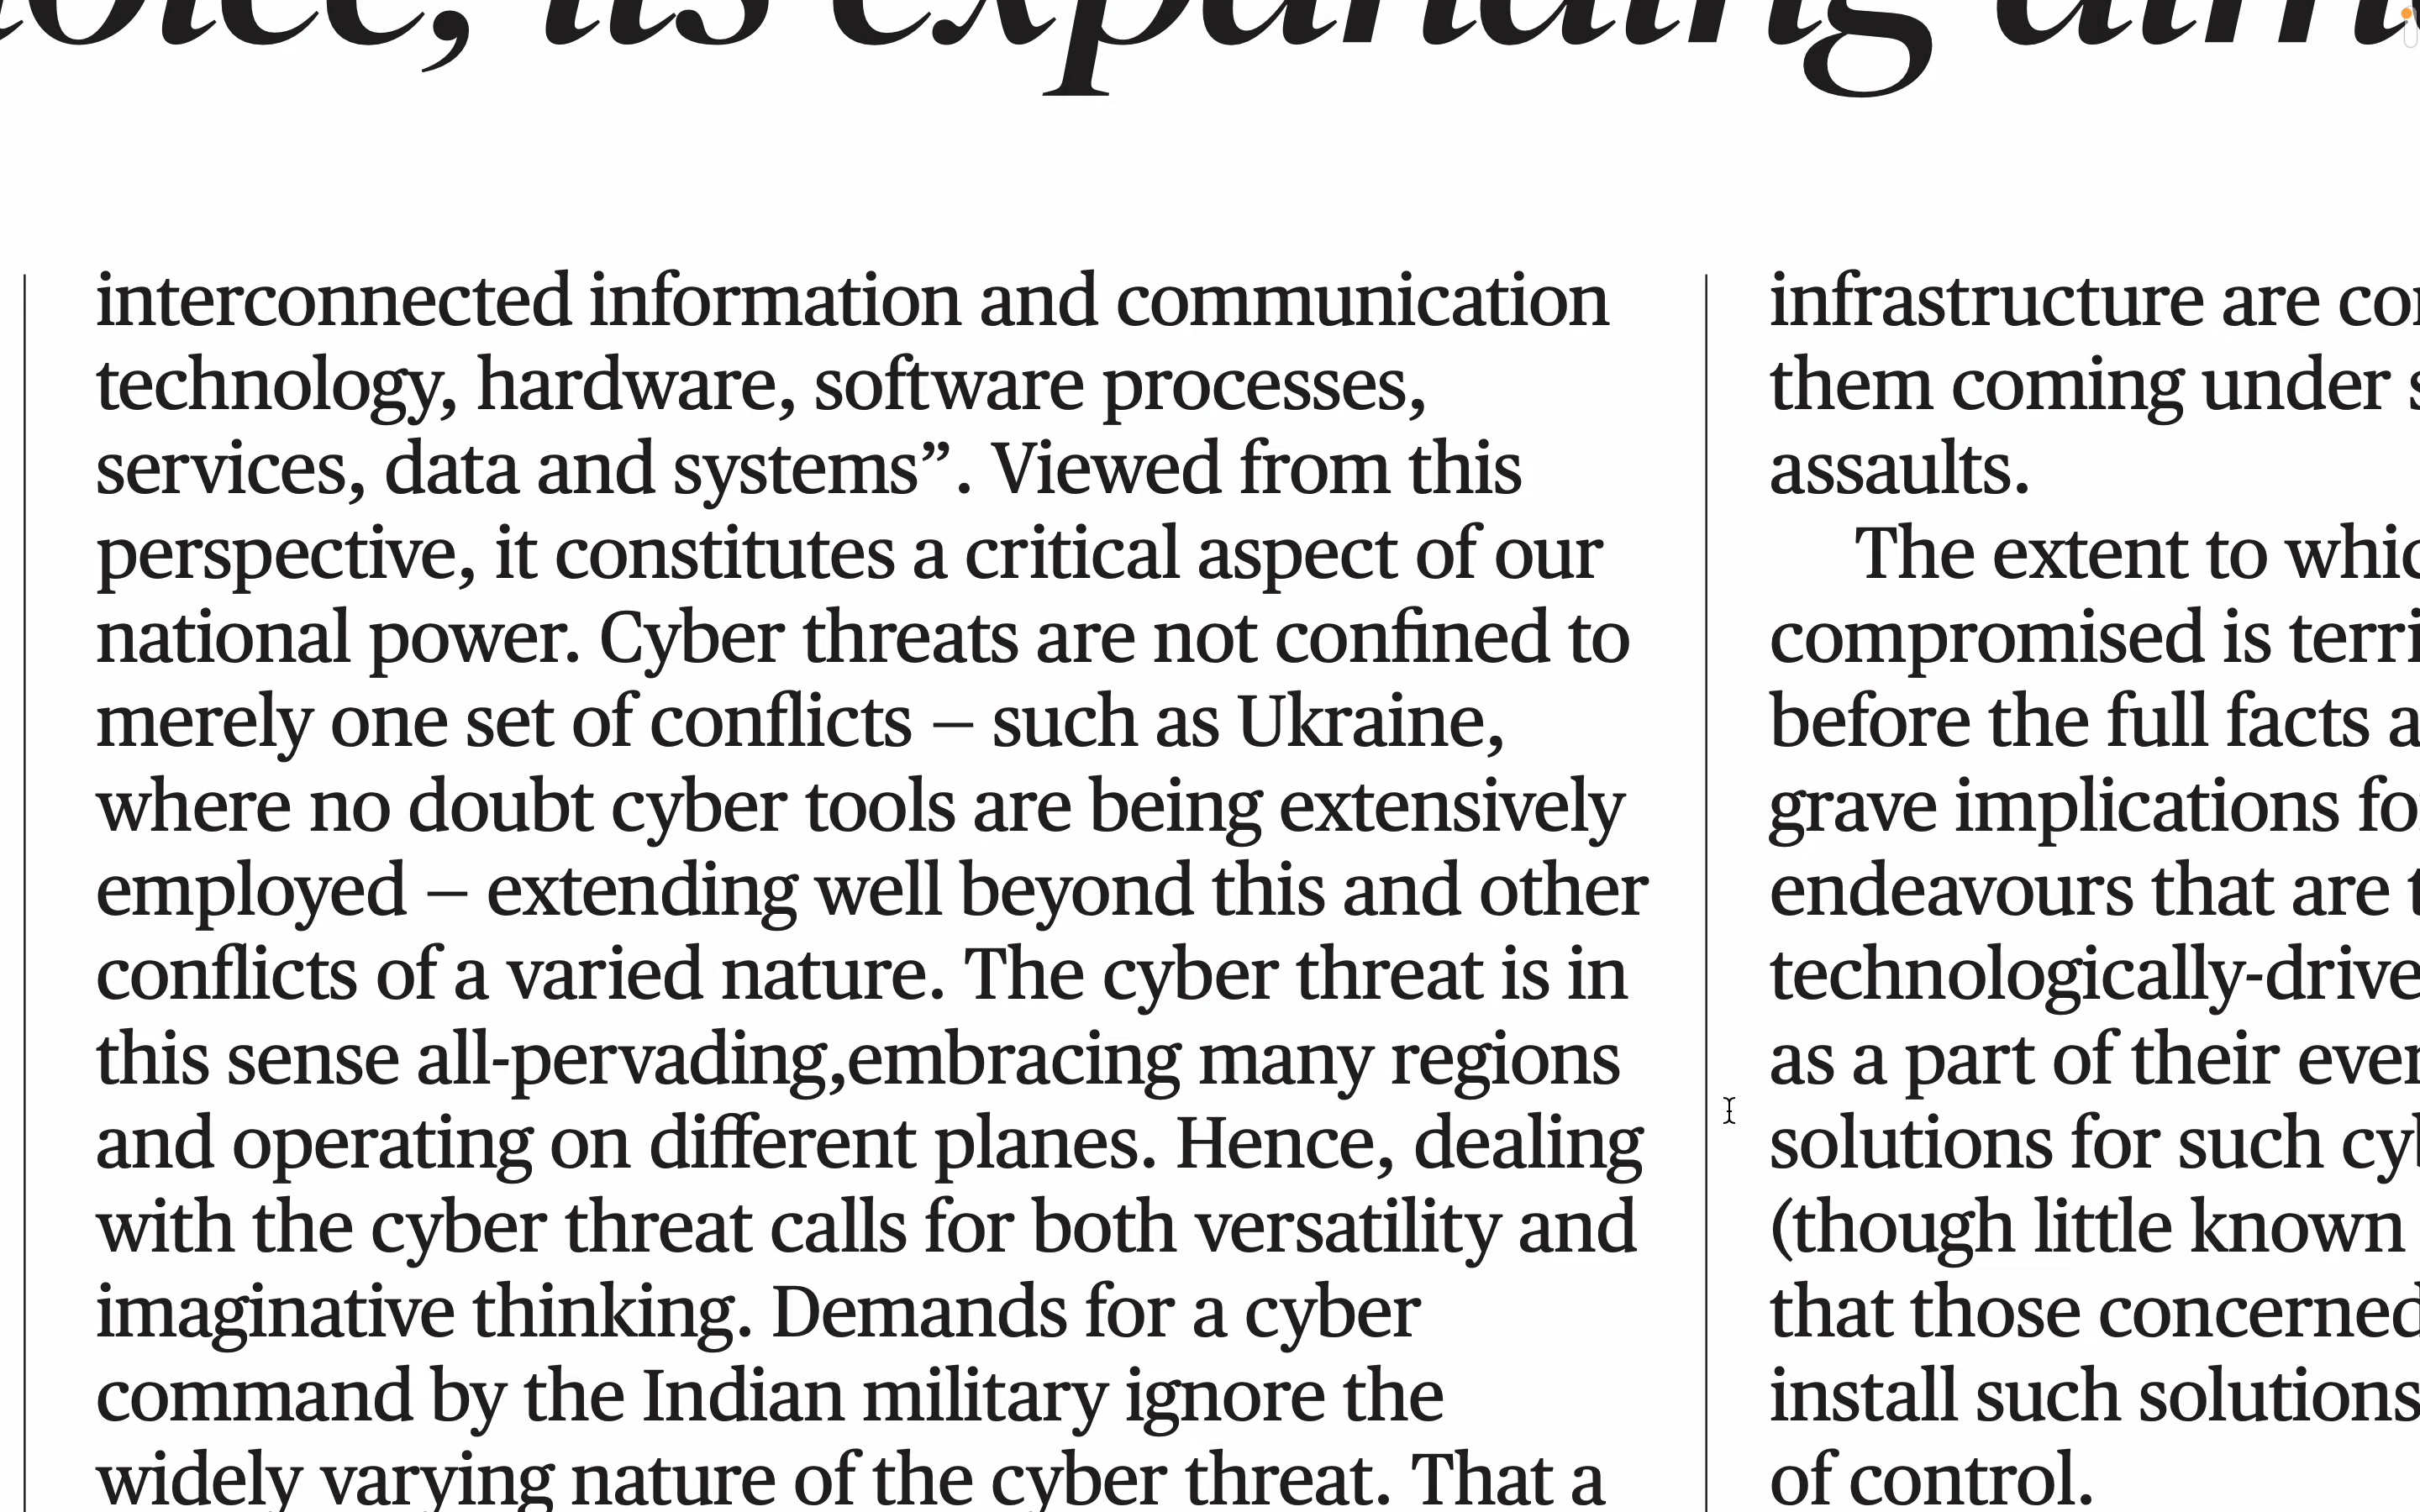 its expanding
interconnected information and communication
technology, hardware, software processes,
services, data and systems”. Viewed from this
perspective, it constitutes a critical aspect of our
national power. Cyber threats are not confined to
merely one set of conflicts — such as Ukraine,
where no doubt cyber tools are being extensively
employed — extending well beyond this and other
conflicts of a varied nature. The cyber threat is in
this sense all-pervading,embracing many regions
and operating on different planes. Hence, dealing
with the cyber threat calls for both versatility and
imaginative thinking. Demands for a cyber
command by the Indian military ignore the
widely varying nature of the cyber threat. That a
infrastructure are
them coming under
assaults.
The extent to
compromised is
before the full facts
grave implications
endeavours that are
technologically-
as a part of their
solutions for such
(though little known
that those concerned
install such solutions
of control.